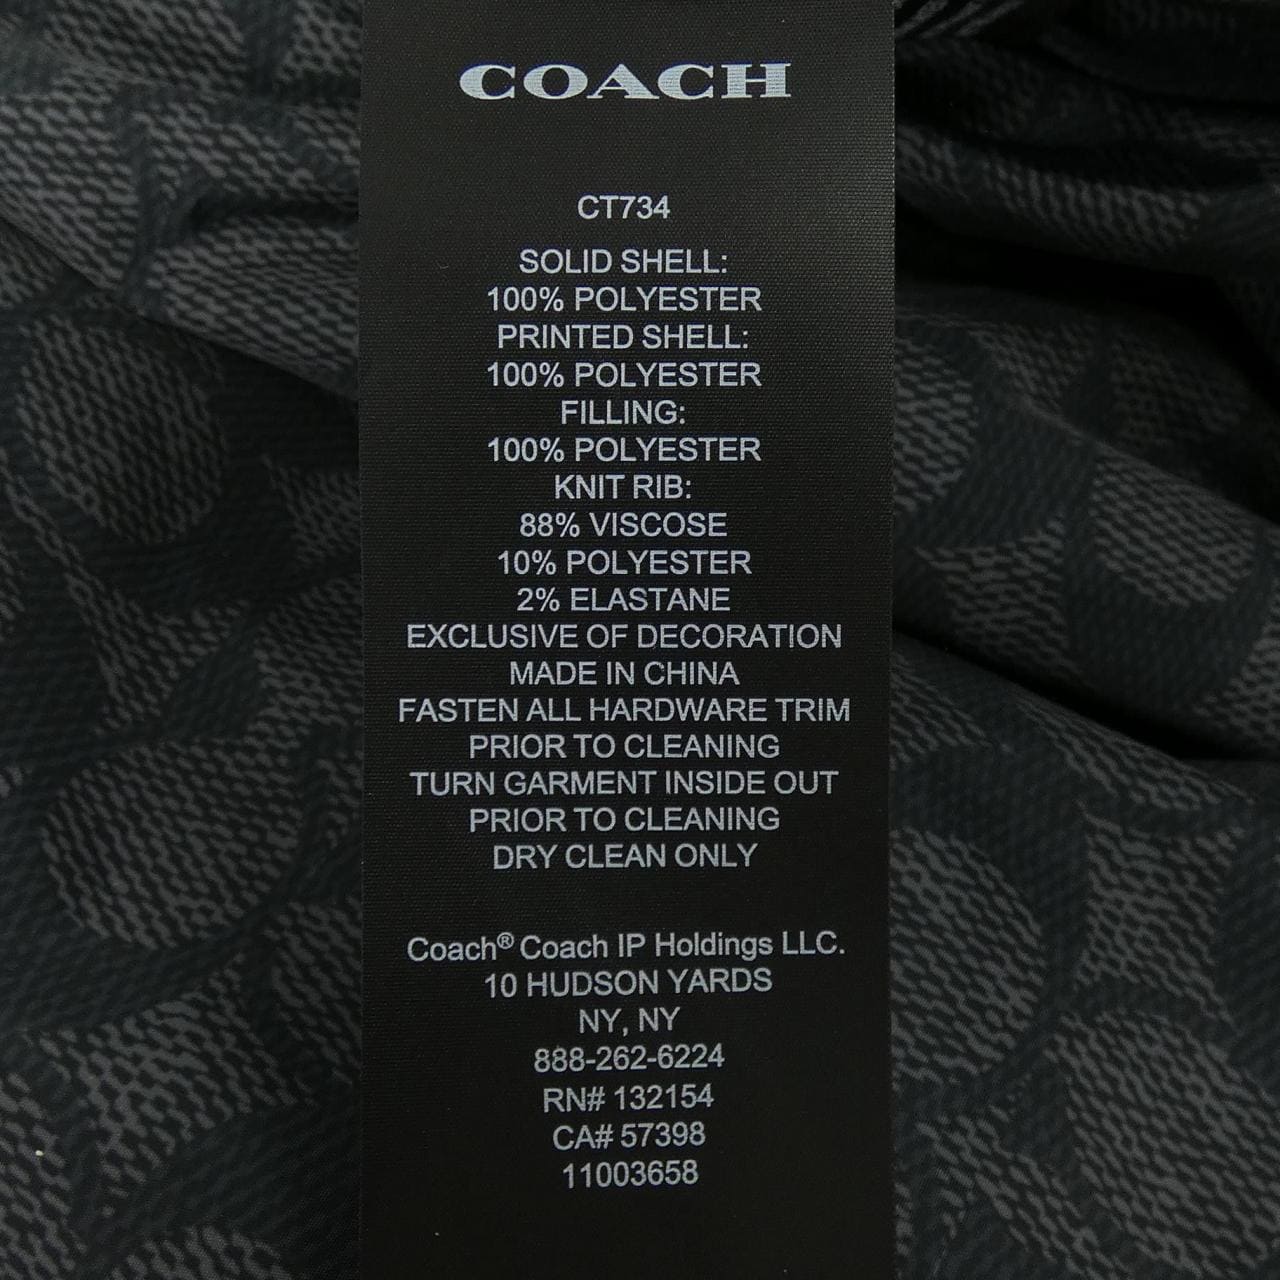 COACH
CT734
SOLID SHELL:
100% POLYESTER
PRINTED SHELL:
100% POLYESTER
FILLING:
100% POLYESTER
KNIT RIB:
88% VISCOSE
10% POLYESTER
2% ELASTANE
EXCLUSIVE OF DECORATION
MADE IN CHINA
FASTEN ALL HARDWARE TRIM
PRIOR TO CLEANING
TURN GARMENT INSIDE OUT
PRIOR TO CLEANING
DRY CLEAN ONLY
Coach® Coach IP Holdings LLC.
10 HUDSON YARDS
NY, NY
888-262-6224
RN# 132154
CA# 57398
11003658